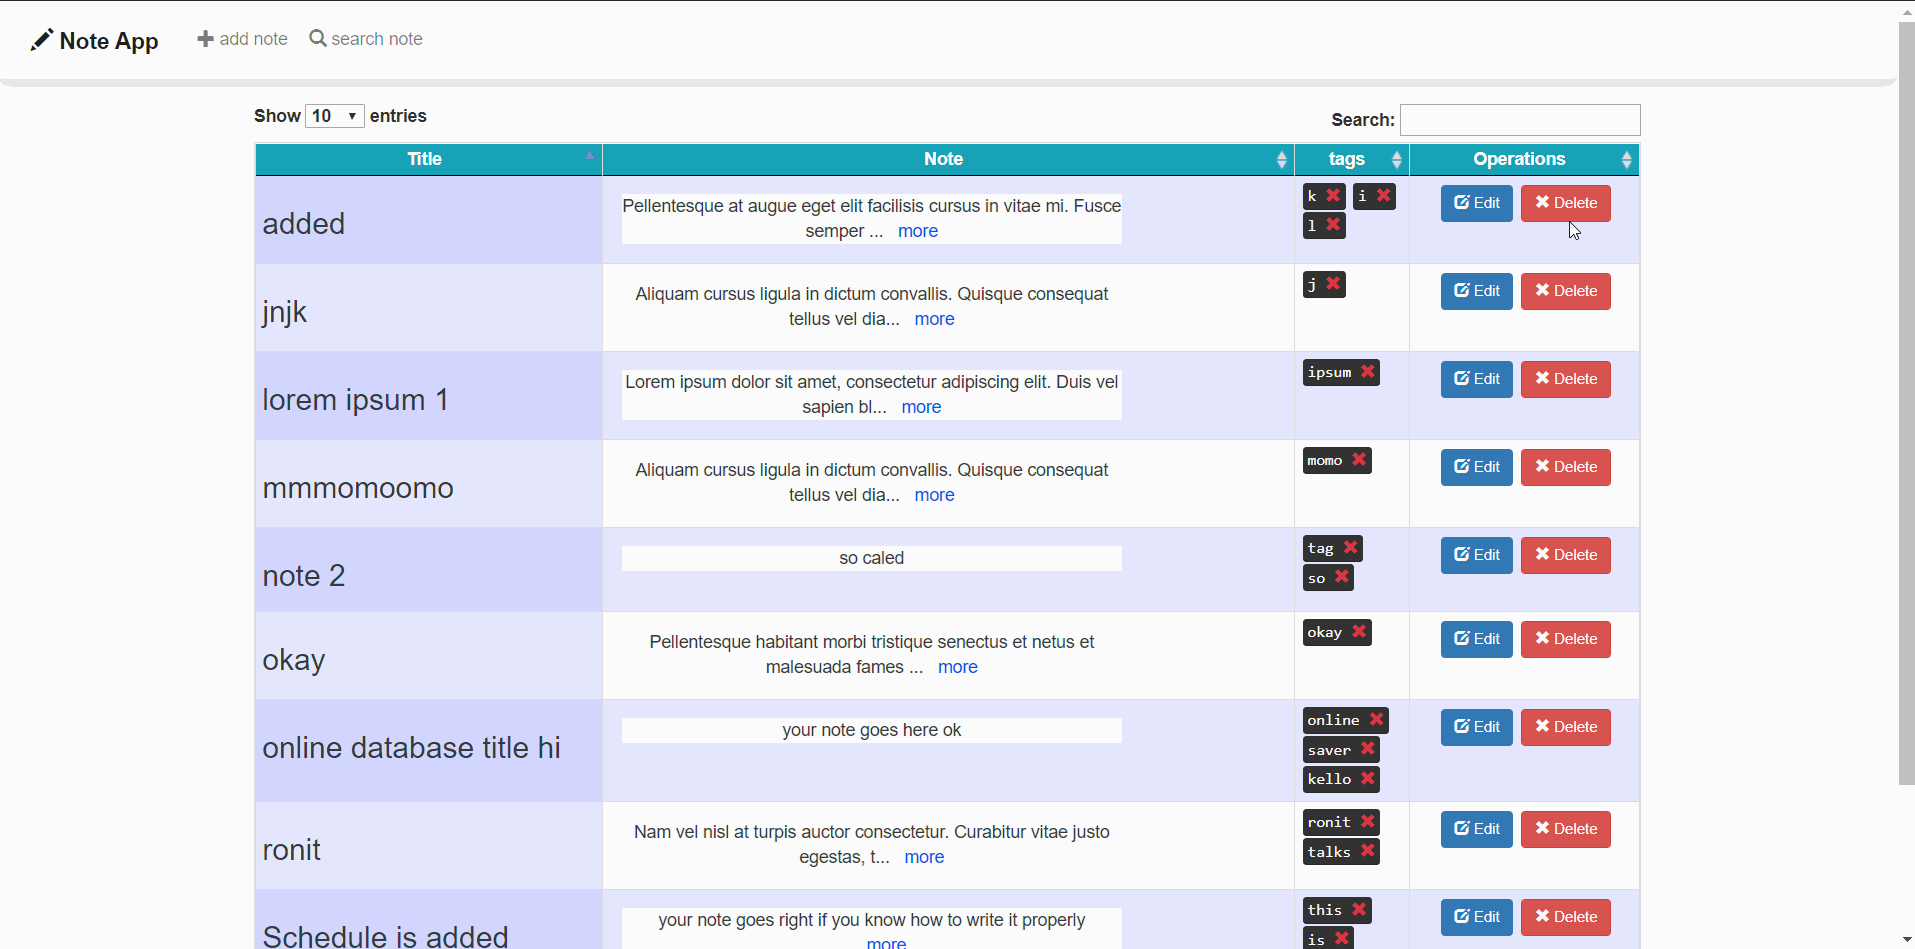 Note App
add note
search note
Show 10 entries
Search:
Title
Note
tags
Operations
added
Pellentesque at augue eget elit facilisis cursus in vitae mi. Fusce
semper ... more
k
i
l
Edit
Delete
jnjk
Aliquam cursus ligula in dictum convallis. Quisque consequat
tellus vel dia... more
j
Edit
Delete
lorem ipsum 1
Lorem ipsum dolor sit amet, consectetur adipiscing elit. Duis vel
sapien bl... more
ipsum
Edit
Delete
mmmomoomo
Aliquam cursus ligula in dictum convallis. Quisque consequat
tellus vel dia... more
momo
Edit
Delete
note 2
so caled
tag
so
Edit
Delete
okay
Pellentesque habitant morbi tristique senectus et netus et
malesuada fames ... more
okay
Edit
Delete
online database title hi
your note goes here ok
online
saver
kello
Edit
Delete
ronit
Nam vel nisl at turpis auctor consectetur. Curabitur vitae justo
egestas, t... more
ronit
talks
Edit
Delete
Schedule is added
your note goes right if you know how to write it properly
more
this
is
Edit
Delete